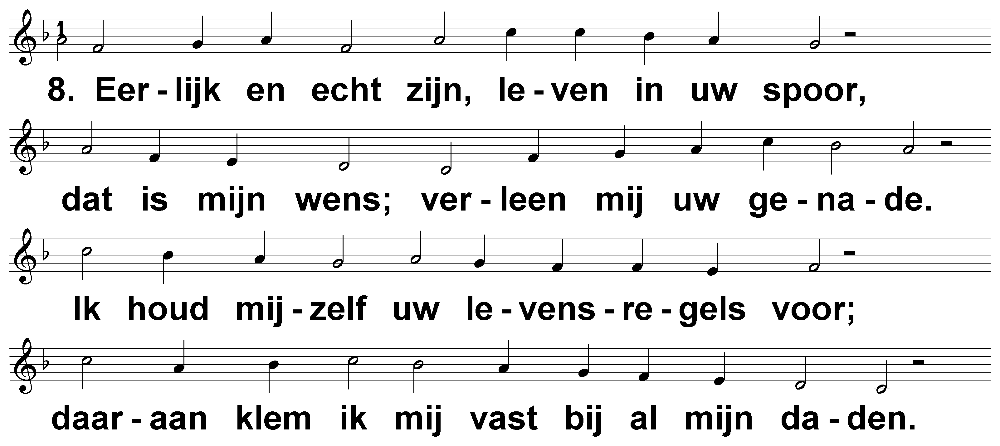 1
8. Eer - lijk en echt zijn, le - ven in uw spoor,
dat is mijn wens; ver - leen mij uw ge - na - de.
Ik houd mij - zelf uw le - vens - re - gels voor;
daar - aan klem ik mij vast bij al mijn da - den.